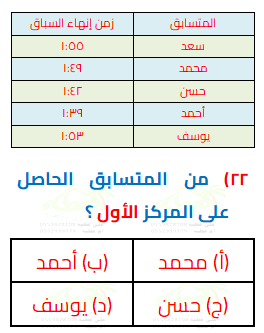 المتسابق زمن إنهاء السباق
سعد ١:٥٥
محمد ١:٤٩
حسن ١:٤٢
أحمد ١:٣٩
يوسف ١:٥٣
٢٢) من المتسابق الحاصل
على المركز الأول ؟
(أ) محمد (ب) أحمد
(ج) حسن (د) يوسف